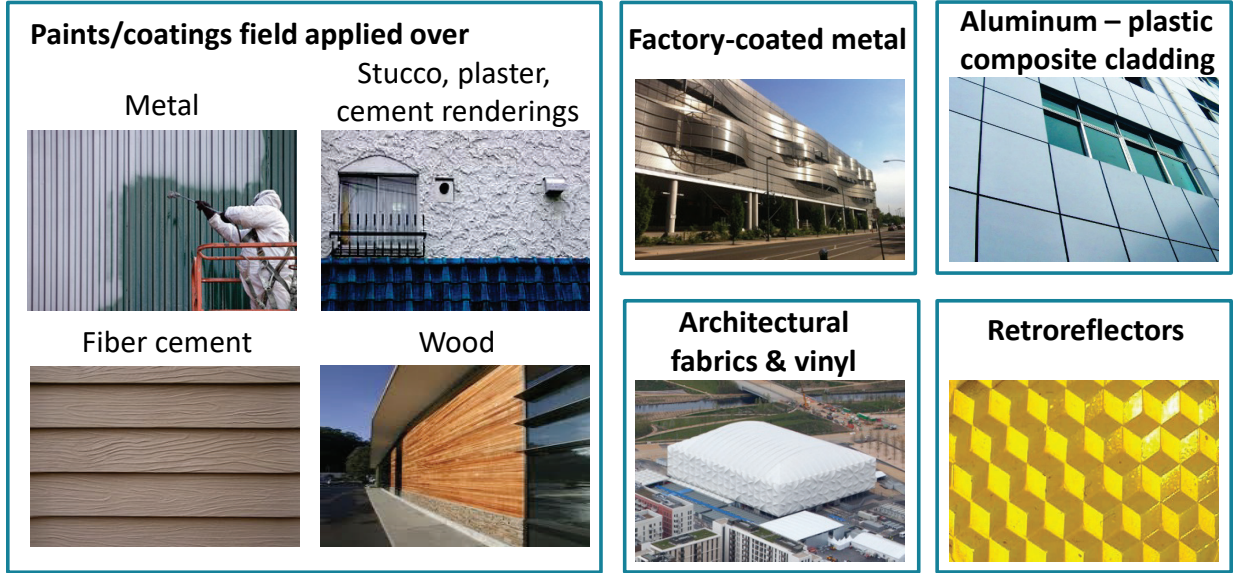 Paints/coatings field applied over
Metal
Stucco, plaster,
cement renderings
Fiber cement
Wood
Factory-coated metal
Aluminum – plastic
composite cladding
Architectural
fabrics & vinyl
Retroreflectors